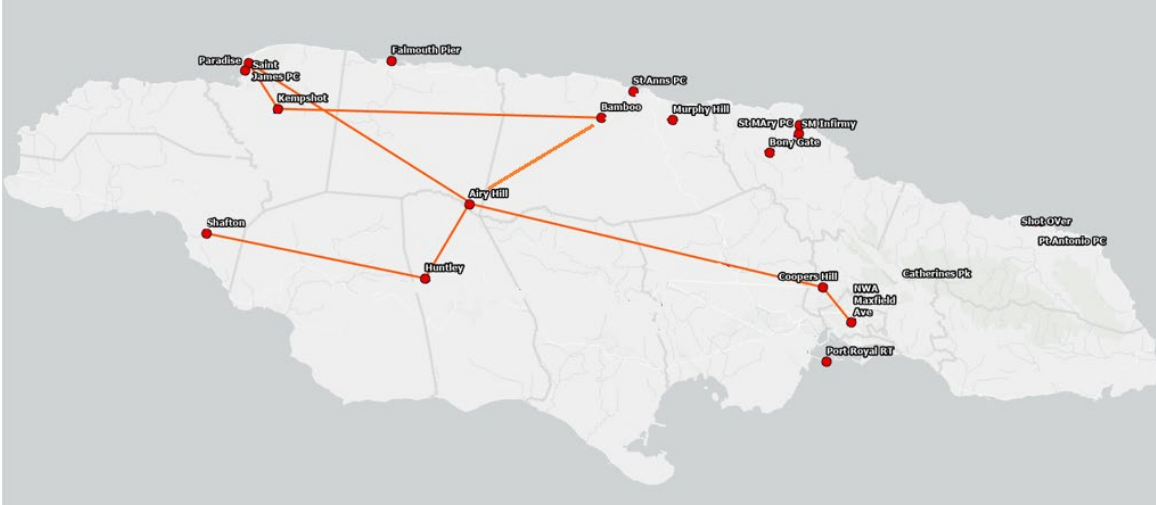 Falmouth Pier
Paradise
Saint
James PC
St Anns PC
Kempshot
Bamboo
Murphy Hill
St MAry PC
SM Infirmy
Bony Gate
Airy Hill
Shafton
Shot OVer
Pt Antonio PC
Huntley
Coopers Hill
Catherines Pk
NWA
Maxfield
Ave
Port Royal RT